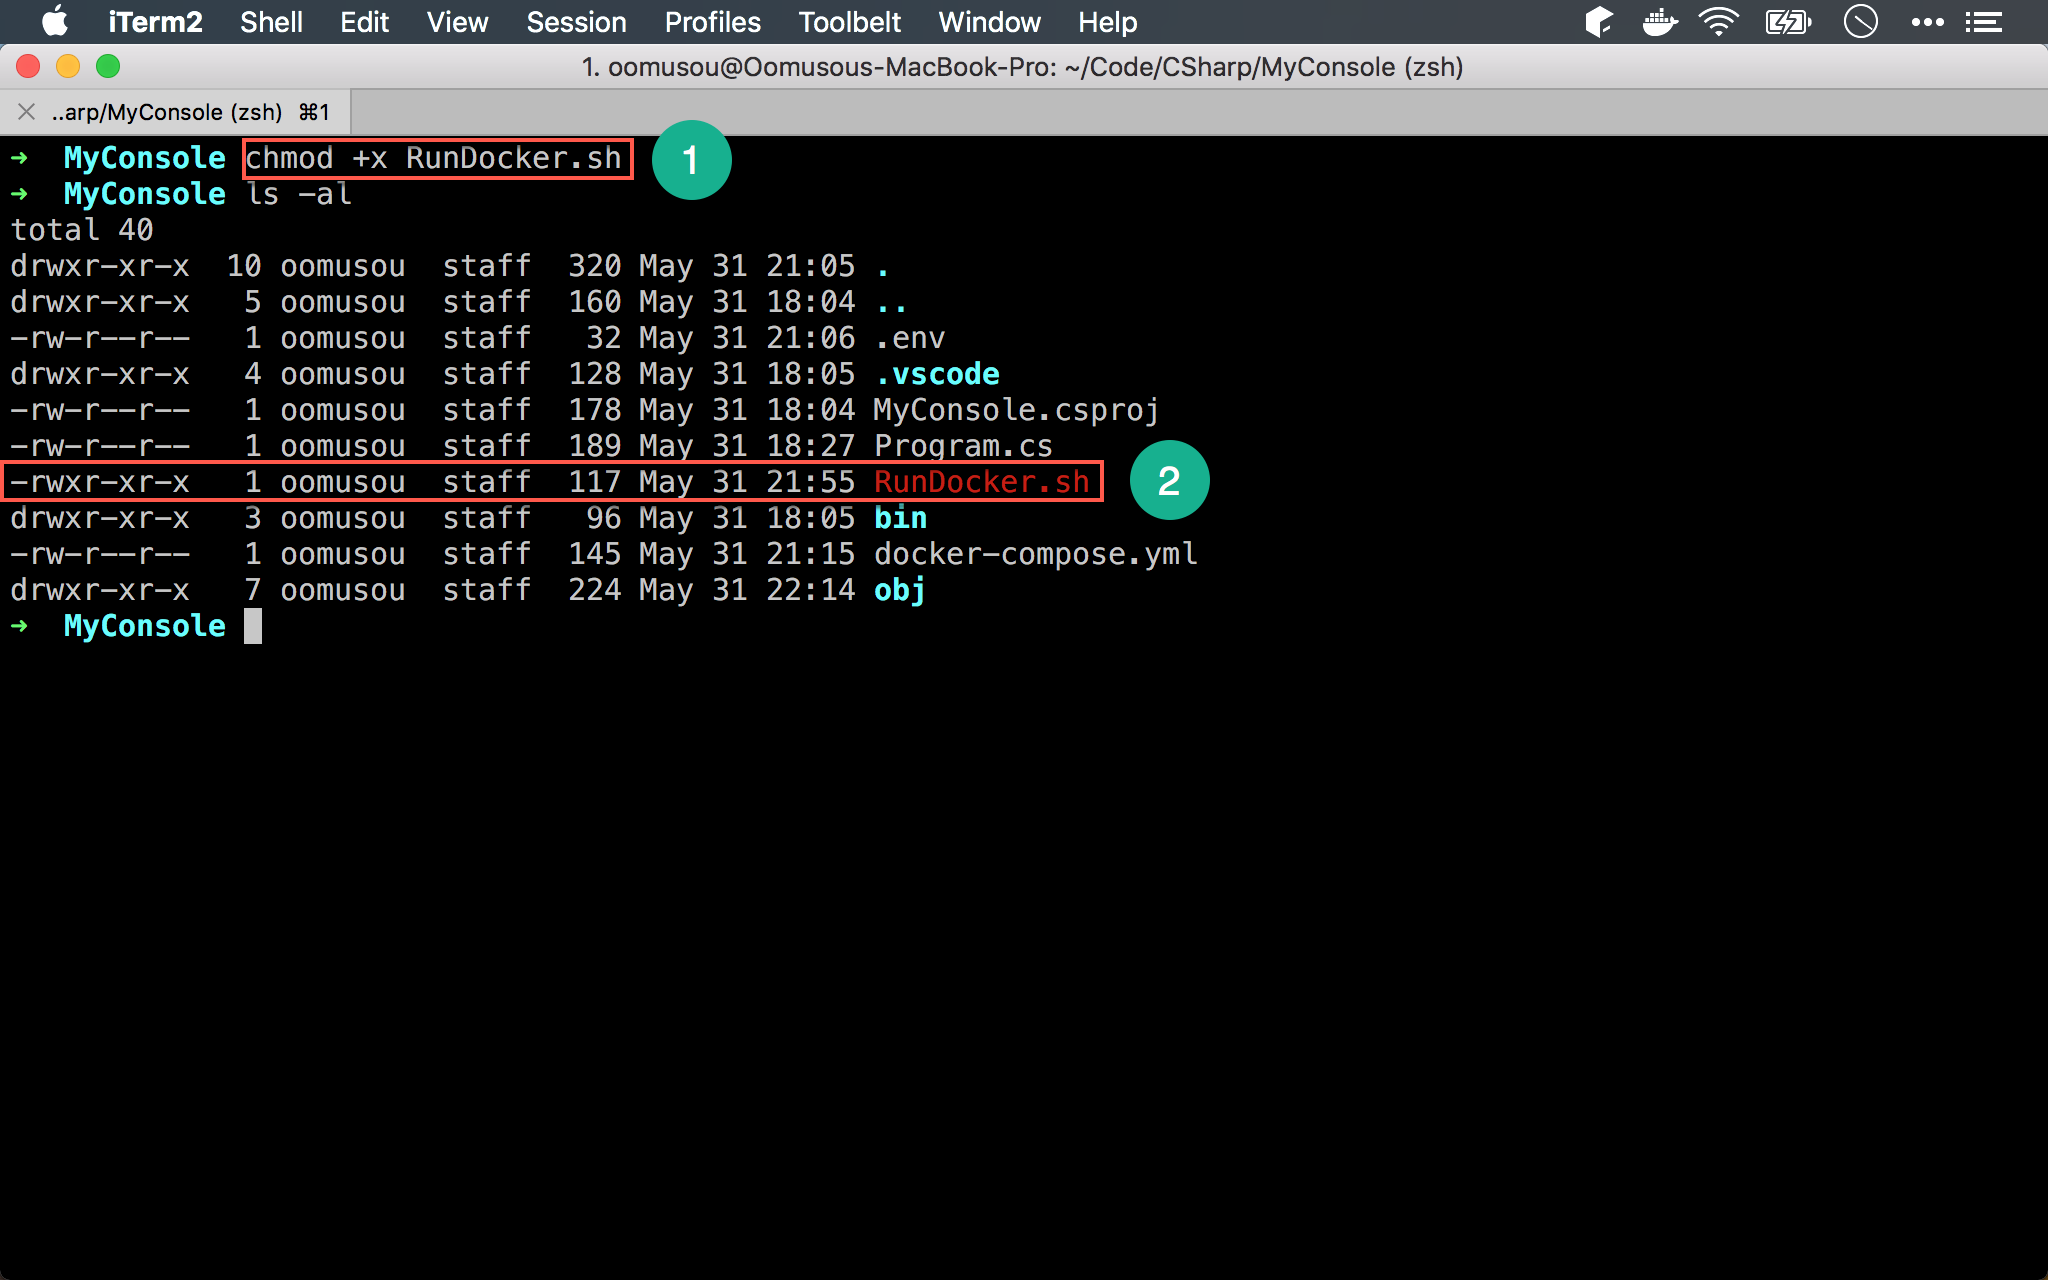 iTerm2 Shell Edit View Session Profiles Toolbelt Window Help
1. oomusou@Oomusous-MacBook-Pro: ~/Code/CSharp/MyConsole (zsh)
..arp/MyConsole (zsh) ⌘1
➜ MyConsole chmod +x RunDocker.sh 1
➜ MyConsole ls -al
total 40
drwxr-xr-x 10 oomusou staff 320 May 31 21:05 .
drwxr-xr-x 5 oomusou staff 160 May 31 18:04 ..
-rw-r--r-- 1 oomusou staff 32 May 31 21:06 .env
drwxr-xr-x 4 oomusou staff 128 May 31 18:05 .vscode
-rw-r--r-- 1 oomusou staff 178 May 31 18:04 MyConsole.csproj
-rw-r--r-- 1 oomusou staff 189 May 31 18:27 Program.cs
-rwxr-xr-x 1 oomusou staff 117 May 31 21:55 RunDocker.sh 2
drwxr-xr-x 3 oomusou staff 96 May 31 18:05 bin
-rw-r--r-- 1 oomusou staff 145 May 31 21:15 docker-compose.yml
drwxr-xr-x 7 oomusou staff 224 May 31 22:14 obj
➜ MyConsole